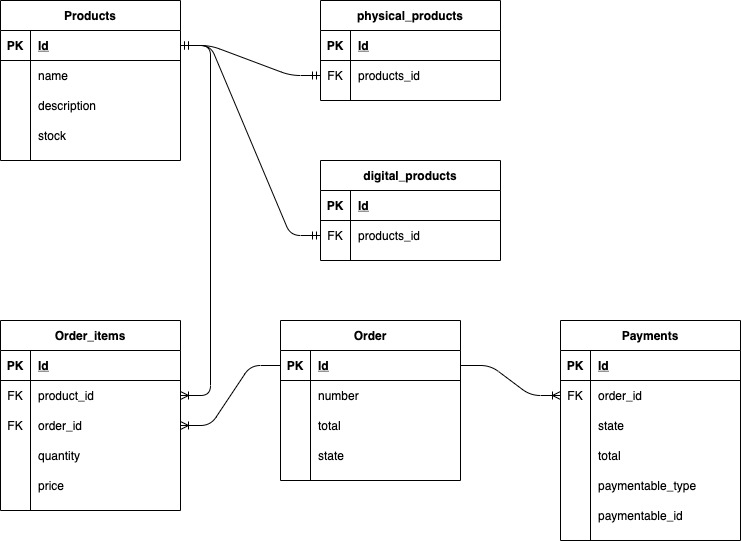 Products
PK Id
name
description
stock
physical_products
PK Id
FK products_id
digital_products
PK Id
FK products_id
Order_items
PK Id
FK product_id
FK order_id
quantity
price
Order
PK Id
number
total
state
Payments
PK Id
FK order_id
state
total
paymentable_type
paymentable_id